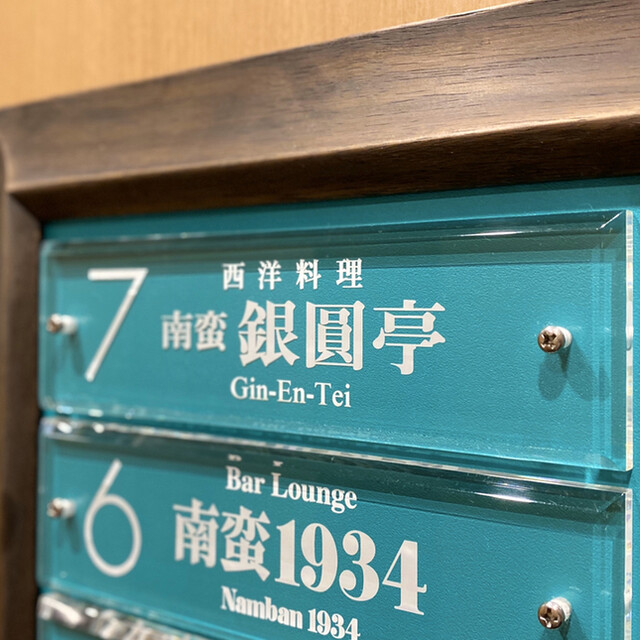 7
西洋料理
南蛮 銀圓亭
Gin-En-Tei
6
Bar Lounge
南蛮1934
Namban 1934